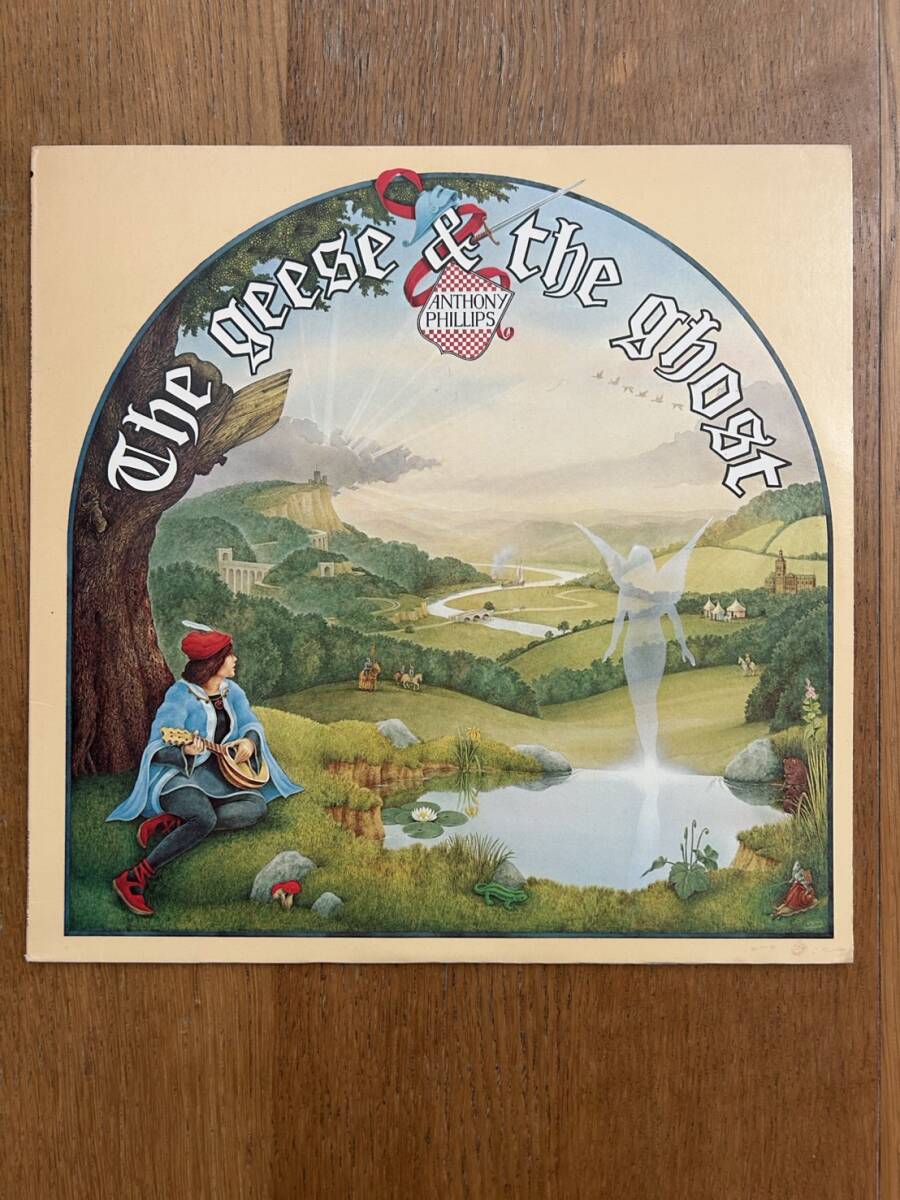 The geese & the ghost
ANTHONY
PHILLIPS